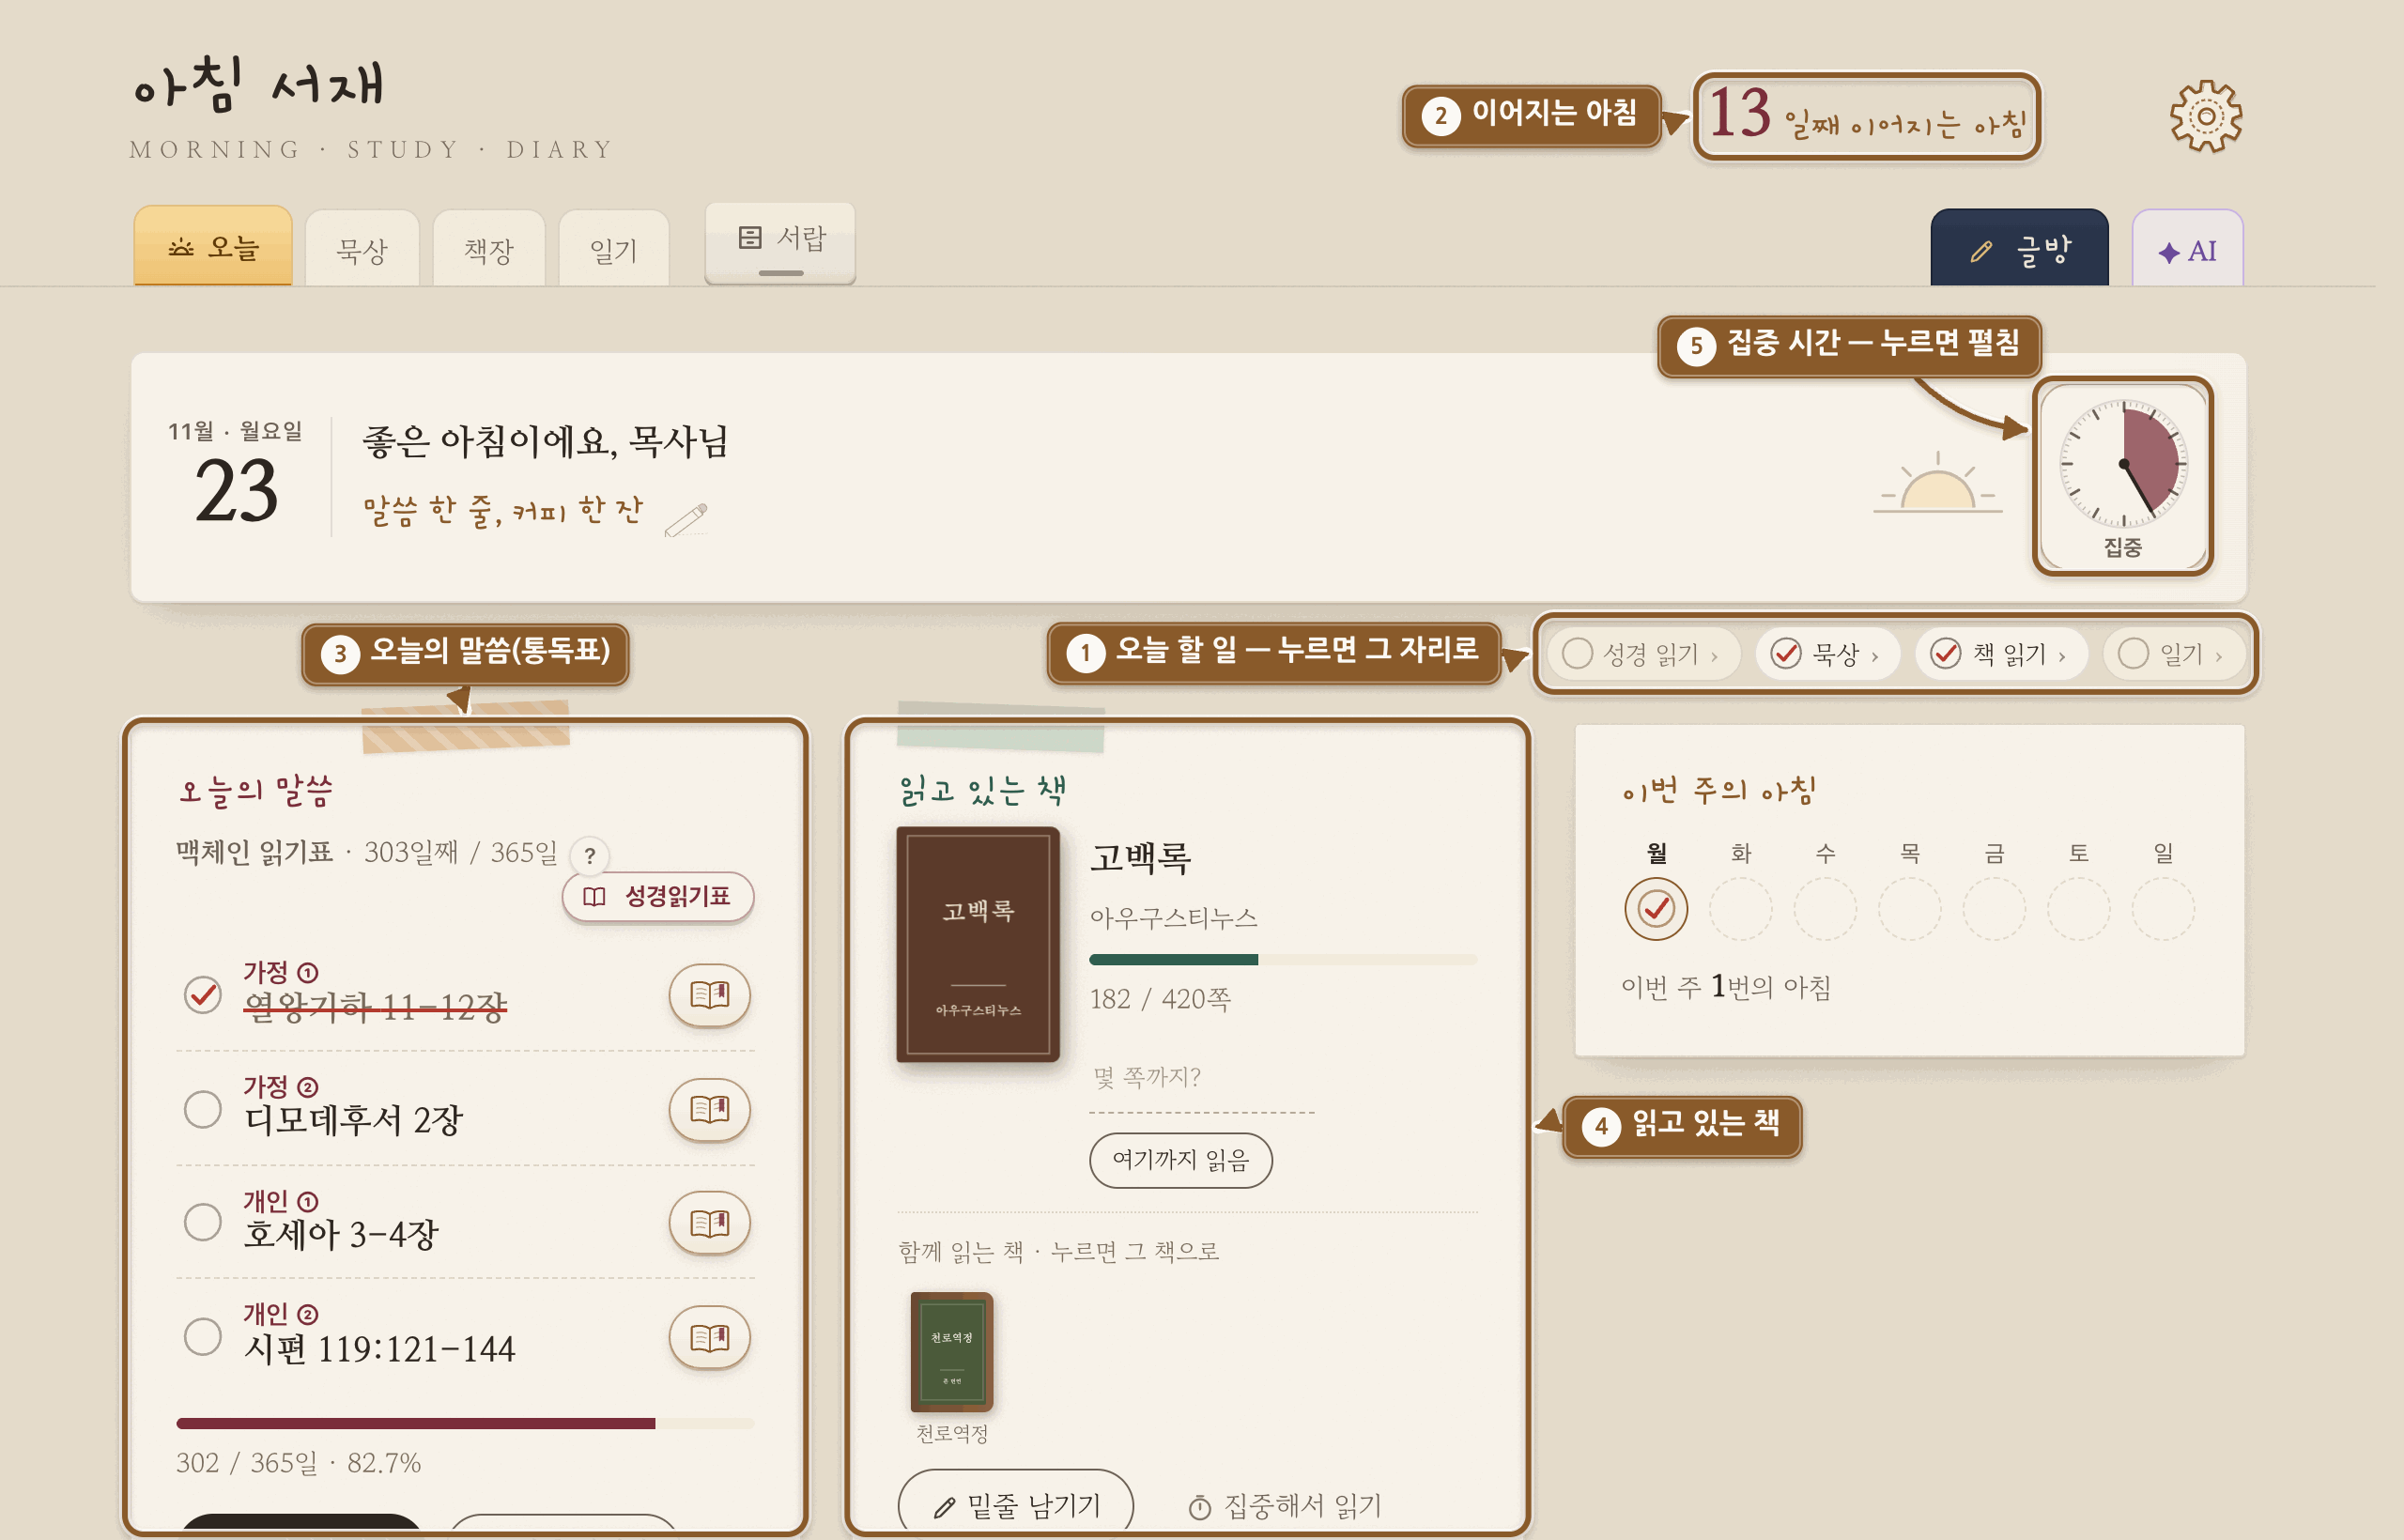 아침 서재
MORNING · STUDY · DIARY
2 이어지는 아침
13 일째 이어지는 아침
오늘
묵상
책장
일기
서랍
글방
AI
5 집중 시간 — 누르면 펼침
11월 · 월요일
23
좋은 아침이에요, 목사님
말씀 한 줄, 커피 한 잔
집중
3 오늘의 말씀(통독표)
1 오늘 할 일 — 누르면 그 자리로
성경 읽기 ›
묵상 ›
책 읽기 ›
일기 ›
오늘의 말씀
맥체인 읽기표 · 303일째 / 365일 ?
성경읽기표
가정 ①
열왕기하 11–12장
가정 ②
디모데후서 2장
개인 ①
호세아 3–4장
개인 ②
시편 119:121–144
302 / 365일 · 82.7%
읽고 있는 책
고백록
아우구스티누스
고백록
아우구스티누스
182 / 420쪽
몇 쪽까지?
여기까지 읽음
함께 읽는 책 · 누르면 그 책으로
천로역정
존 번연
천로역정
밑줄 남기기
집중해서 읽기
이번 주의 아침
월 화 수 목 금 토 일
이번 주 1번의 아침
4 읽고 있는 책